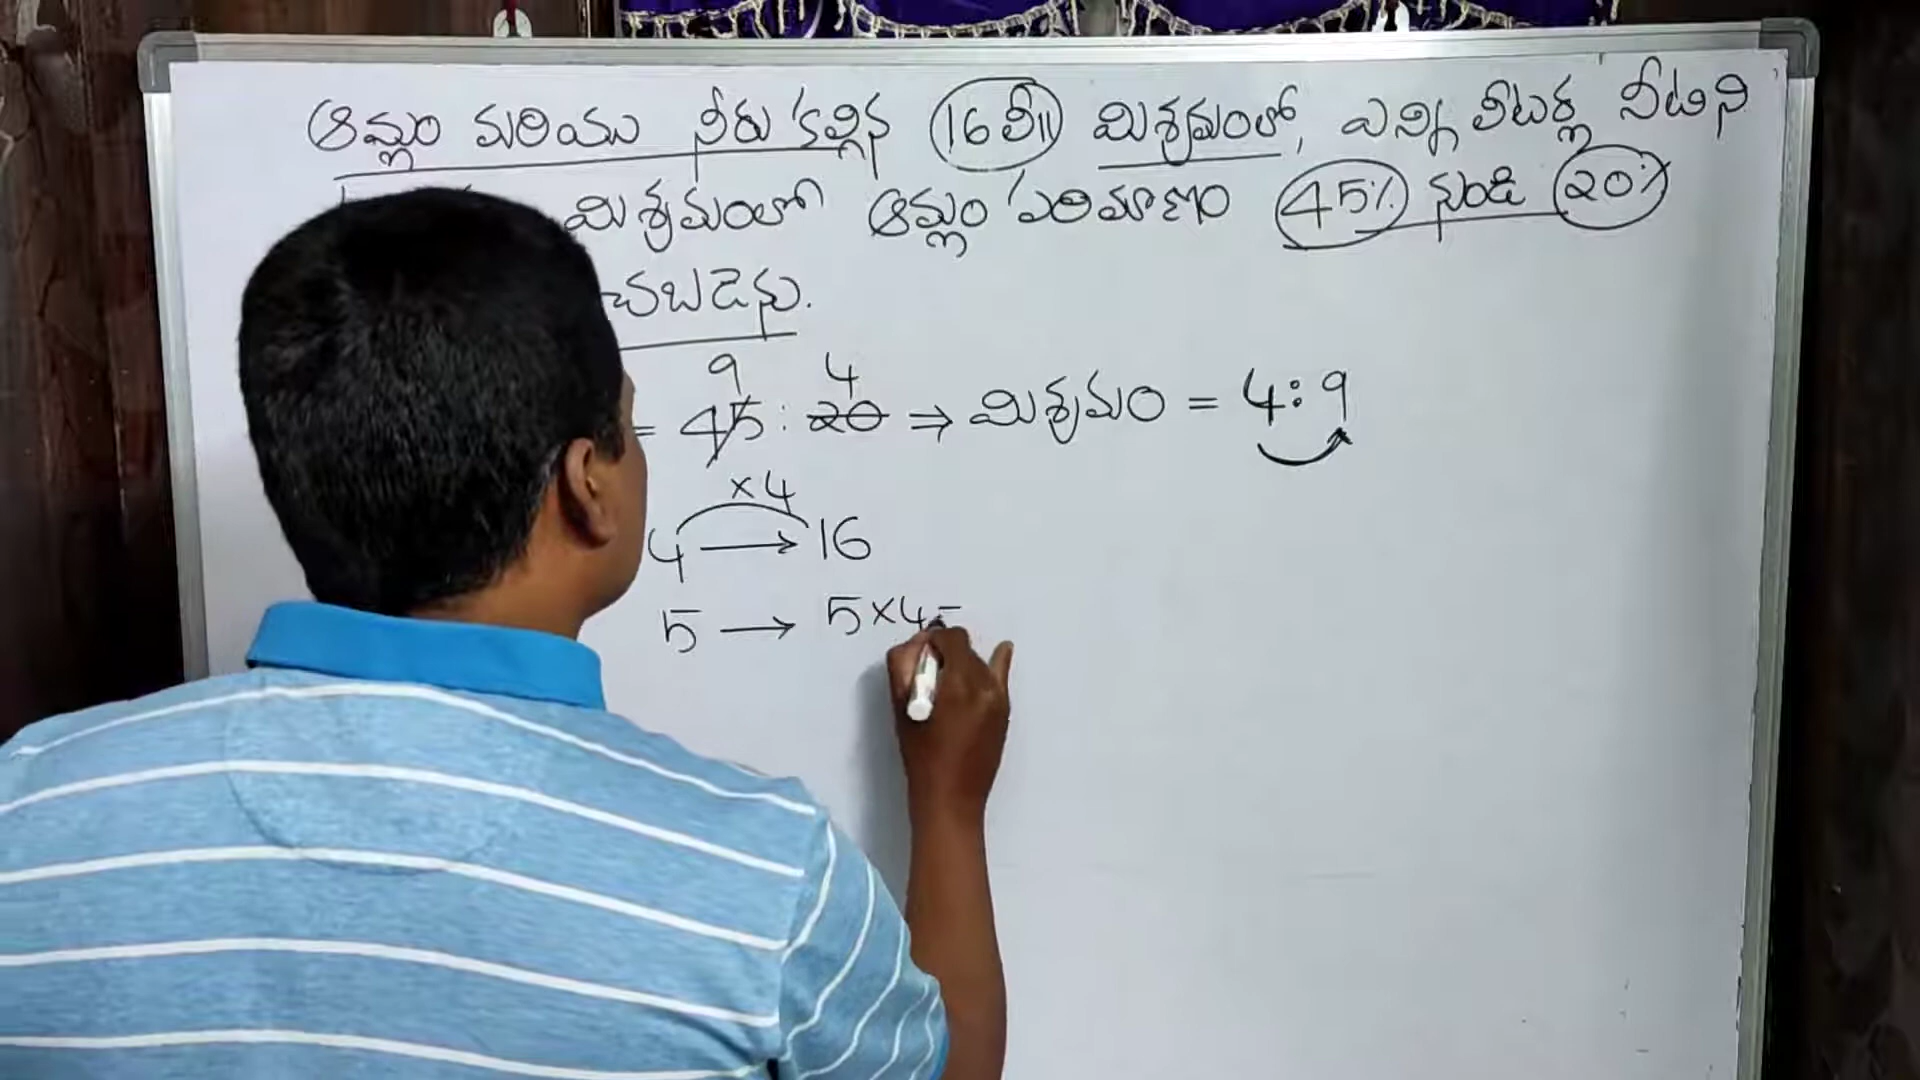 ఆమ్లం మరియు నీరు కల్గిన 16 లీ॥ మిశ్రమంలో, ఎన్ని లీటర్ల నీటిని
మిశ్రమంలో ఆమ్లం పరిమాణం 45% నుండి 20%
చబడెను.
9 4
= 45 : 20 ⇒ మిశ్రమం = 4 : 9
×4
4 → 16
5 → 5×4=